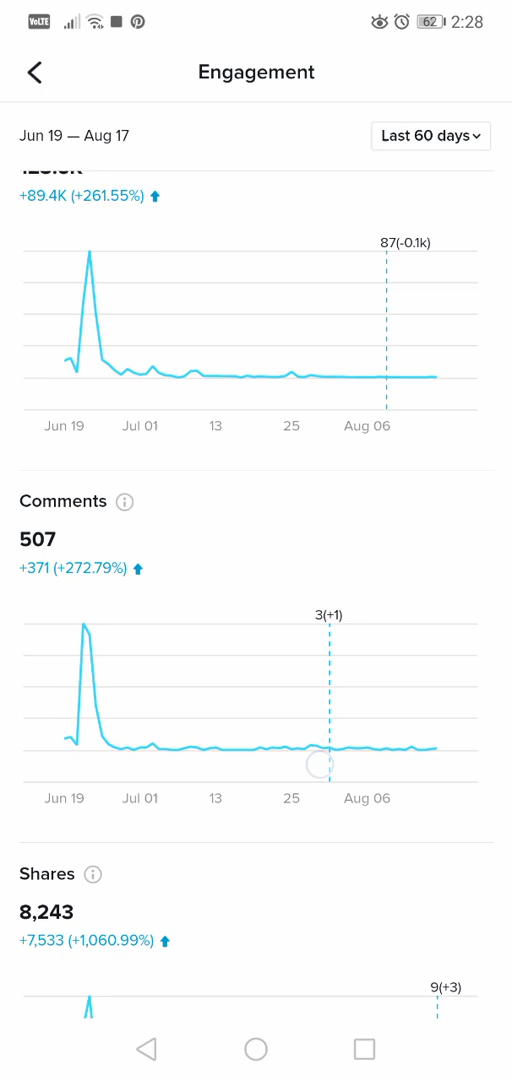 VoLTE 62 2:28
Engagement
Jun 19 — Aug 17 Last 60 days
+89.4K (+261.55%)
87(-0.1k)
Jun 19 Jul 01 13 25 Aug 06
Comments
507
+371 (+272.79%)
3(+1)
Jun 19 Jul 01 13 25 Aug 06
Shares
8,243
+7,533 (+1,060.99%)
9(+3)